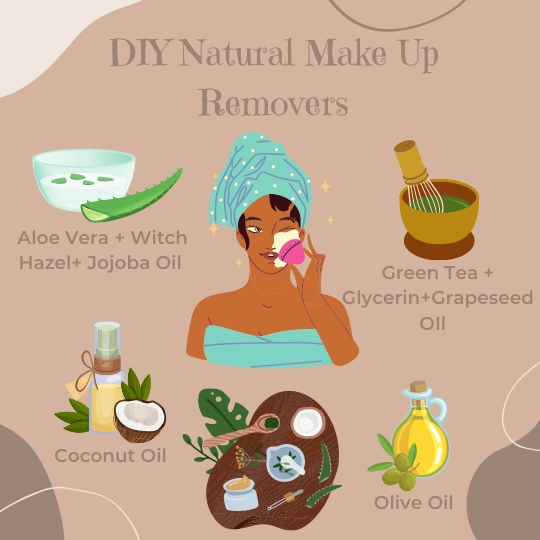 DIY Natural Make Up
Removers
Aloe Vera + Witch
Hazel+ Jojoba Oil
Green Tea +
Glycerin+Grapeseed
OIl
Coconut Oil
Olive Oil